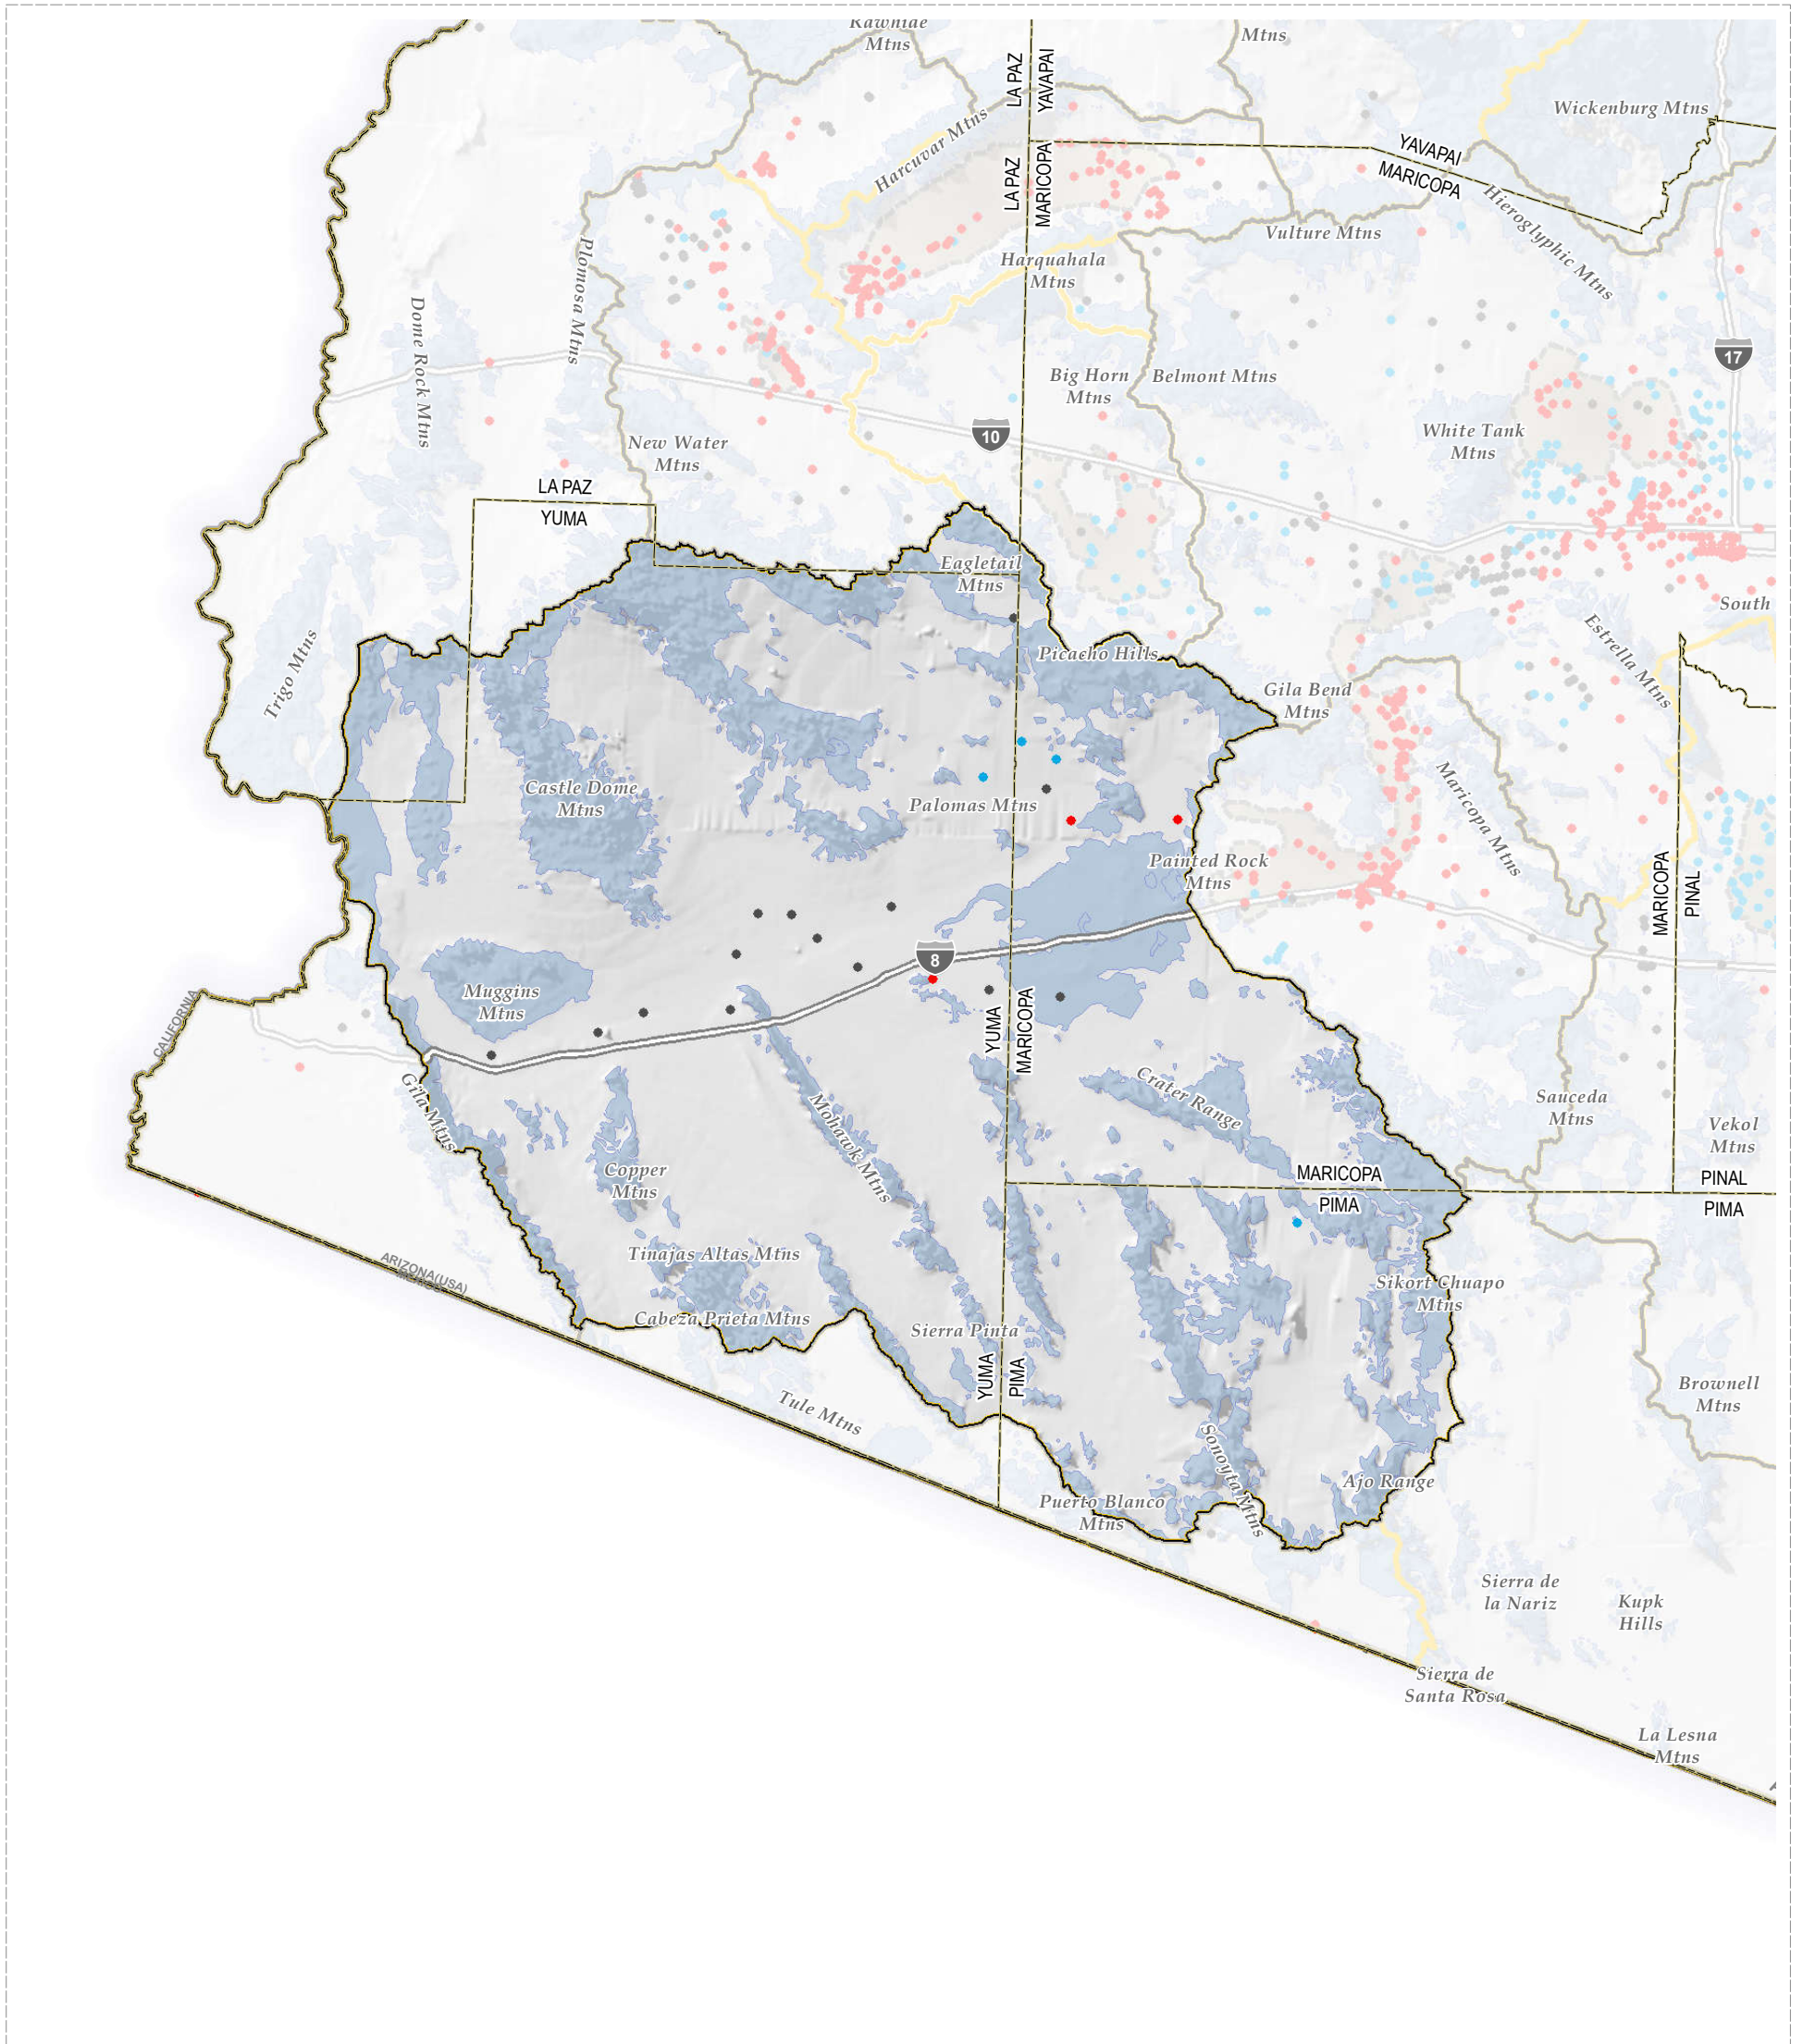 Mtns
Mtns
LA PAZ
YAVAPAI
Wickenburg Mtns
Harcuvar Mtns
YAVAPAI
MARICOPA
LA PAZ
MARICOPA
Hieroglyphic Mtns
Vulture Mtns
Plomosa Mtns
Harquahala
Mtns
Dome Rock Mtns
17
Big Horn
Mtns
Belmont Mtns
10
New Water
Mtns
White Tank
Mtns
LA PAZ
YUMA
Eagletail
Mtns
South
Estrella Mtns
Trigo Mtns
Picacho Hills
Gila Bend
Mtns
Castle Dome
Mtns
Palomas Mtns
Maricopa Mtns
Painted Rock
Mtns
MARICOPA
PINAL
8
Muggins
Mtns
YUMA
MARICOPA
CALIFORNIA
Gila Mtns
Mohawk Mtns
Crater Range
Sauceda
Mtns
Vekol
Mtns
Copper
Mtns
MARICOPA
PIMA
PINAL
PIMA
Tinajas Altas Mtns
ARIZONA(USA)
Sikort Chuapo
Mtns
Cabeza Prieta Mtns
Sierra Pinta
YUMA
PIMA
Brownell
Mtns
Tule Mtns
Sonoyta Mtns
Ajo Range
Puerto Blanco
Mtns
Sierra de
la Nariz
Kupk
Hills
Sierra de
Santa Rosa
La Lesna
Mtns